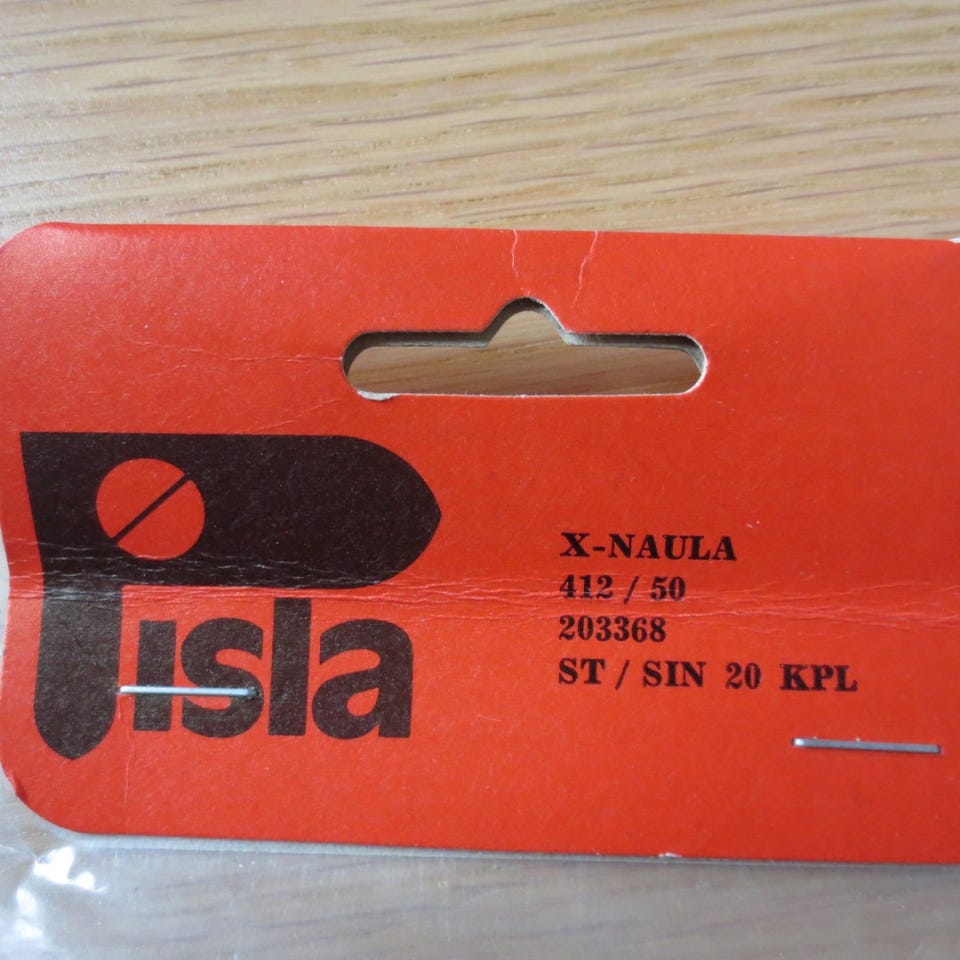 Pisla
X-NAULA
412 / 50
203368
ST / SIN 20 KPL